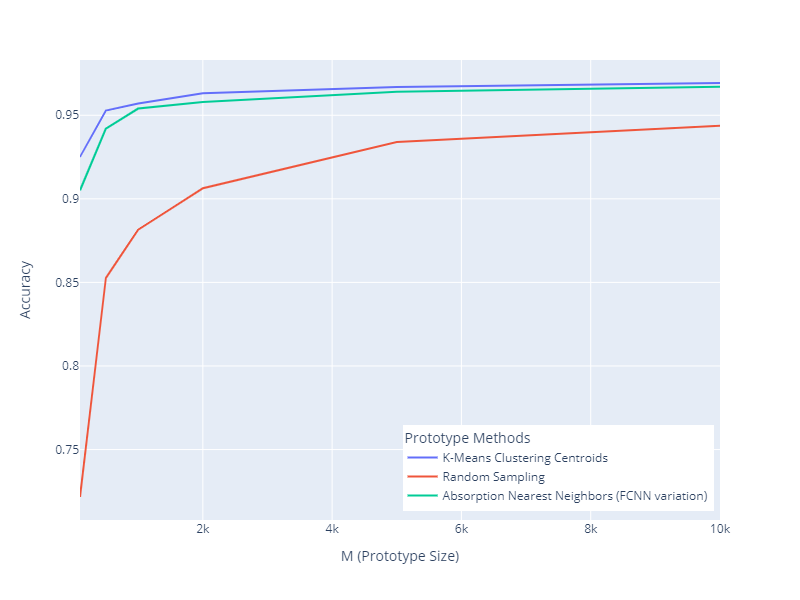 0.95
0.9
0.85
0.8
0.75
Accuracy
Prototype Methods
K-Means Clustering Centroids
Random Sampling
Absorption Nearest Neighbors (FCNN variation)
2k
4k
6k
8k
10k
M (Prototype Size)